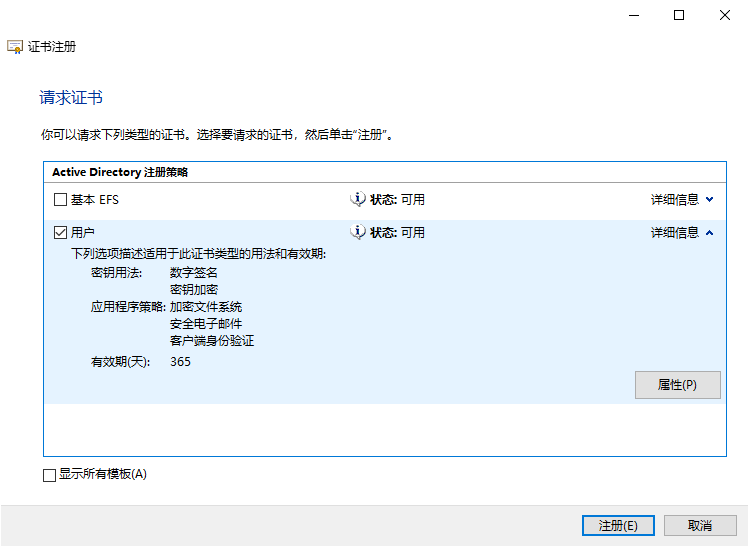 证书注册
请求证书
你可以请求下列类型的证书。选择要请求的证书，然后单击“注册”。
Active Directory 注册策略
基本 EFS 状态: 可用 详细信息
用户 状态: 可用 详细信息
下列选项描述适用于此证书类型的用法和有效期:
密钥用法: 数字签名
密钥加密
应用程序策略: 加密文件系统
安全电子邮件
客户端身份验证
有效期(天): 365
属性(P)
显示所有模板(A)
注册(E) 取消